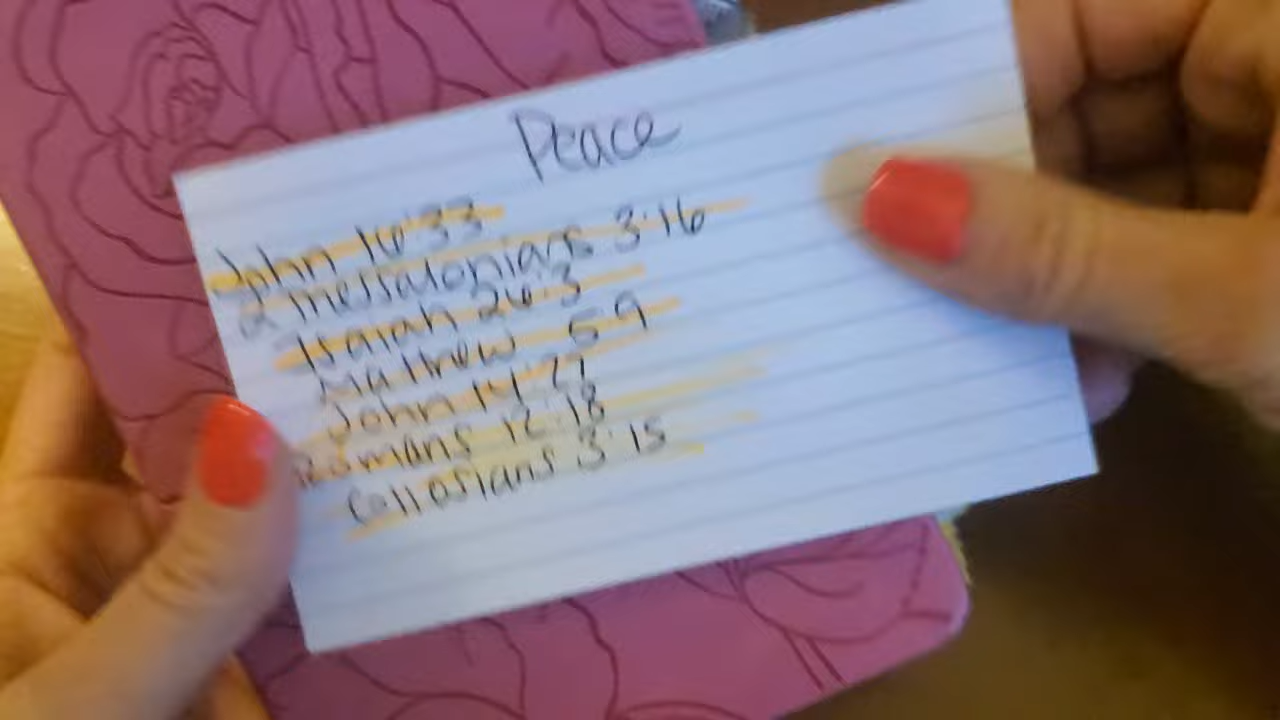 Peace
John 16:33
2 Thessalonians 3:16
Isaiah 26:3
Matthew 5:9
John 14:27
Romans 12:18
Collosians 3:15